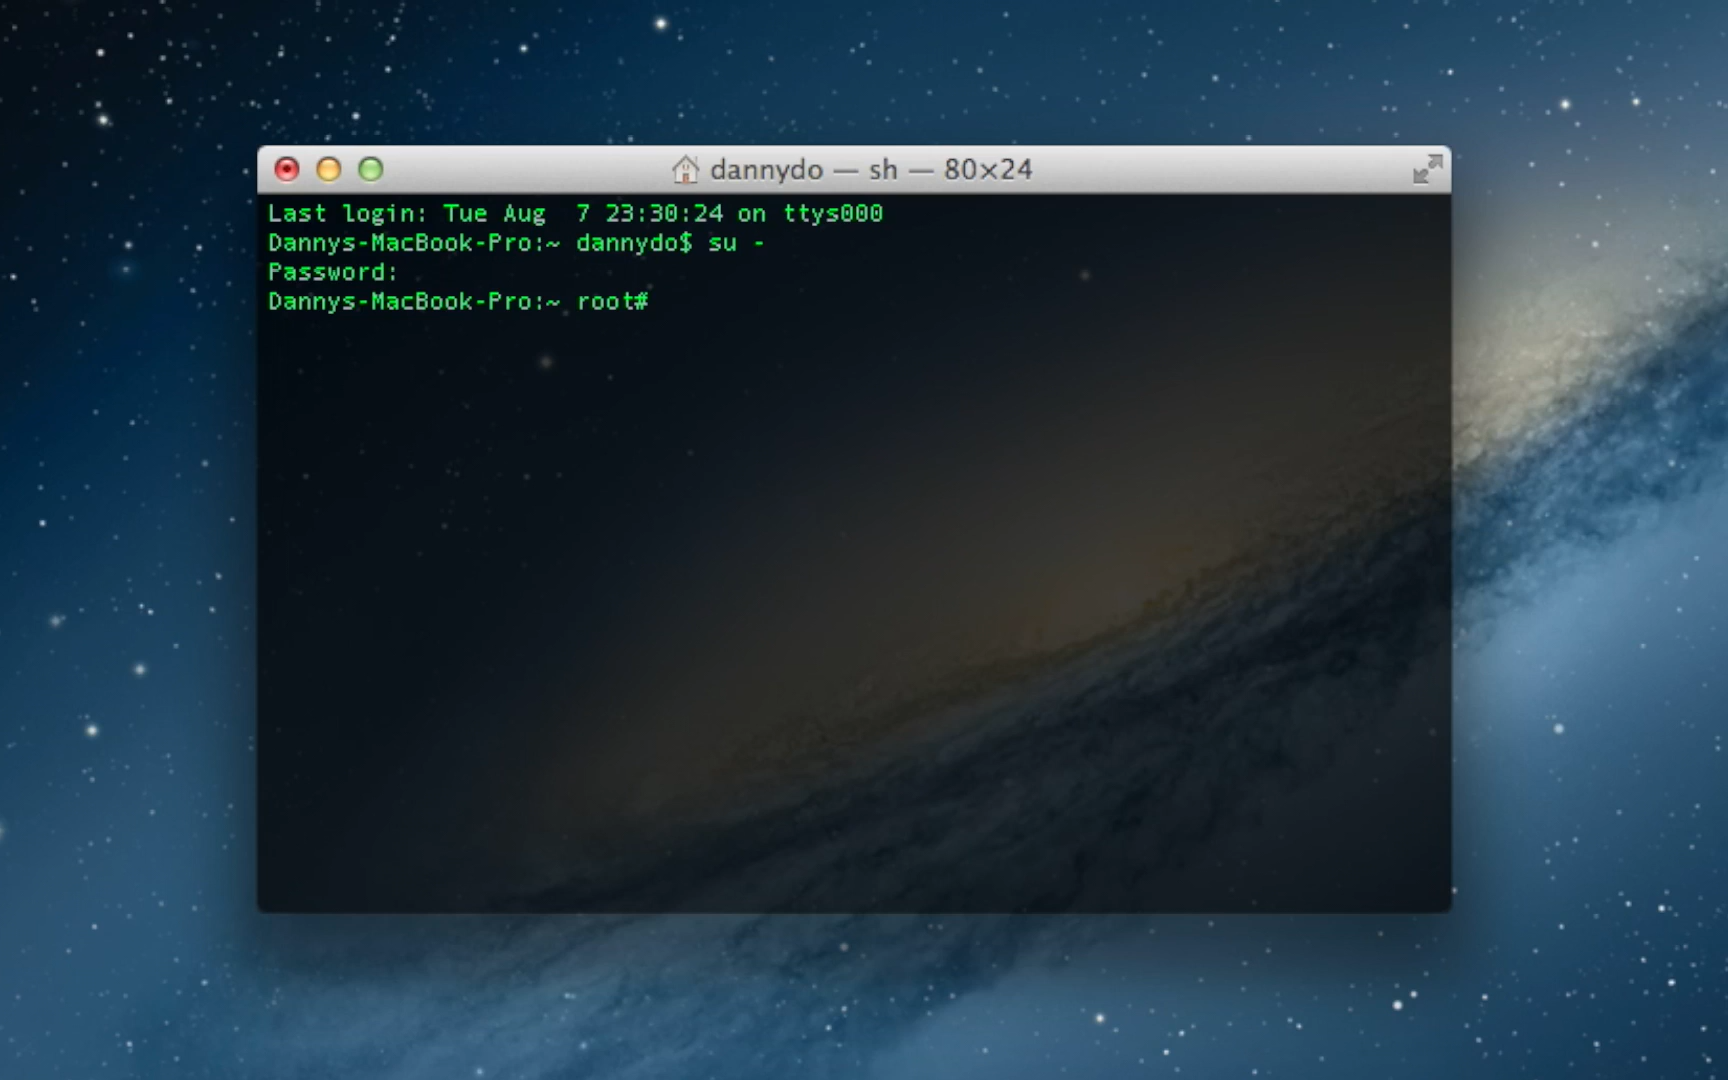 dannydo — sh — 80×24
Last login: Tue Aug  7 23:30:24 on ttys000
Dannys-MacBook-Pro:~ dannydo$ su -
Password:
Dannys-MacBook-Pro:~ root#